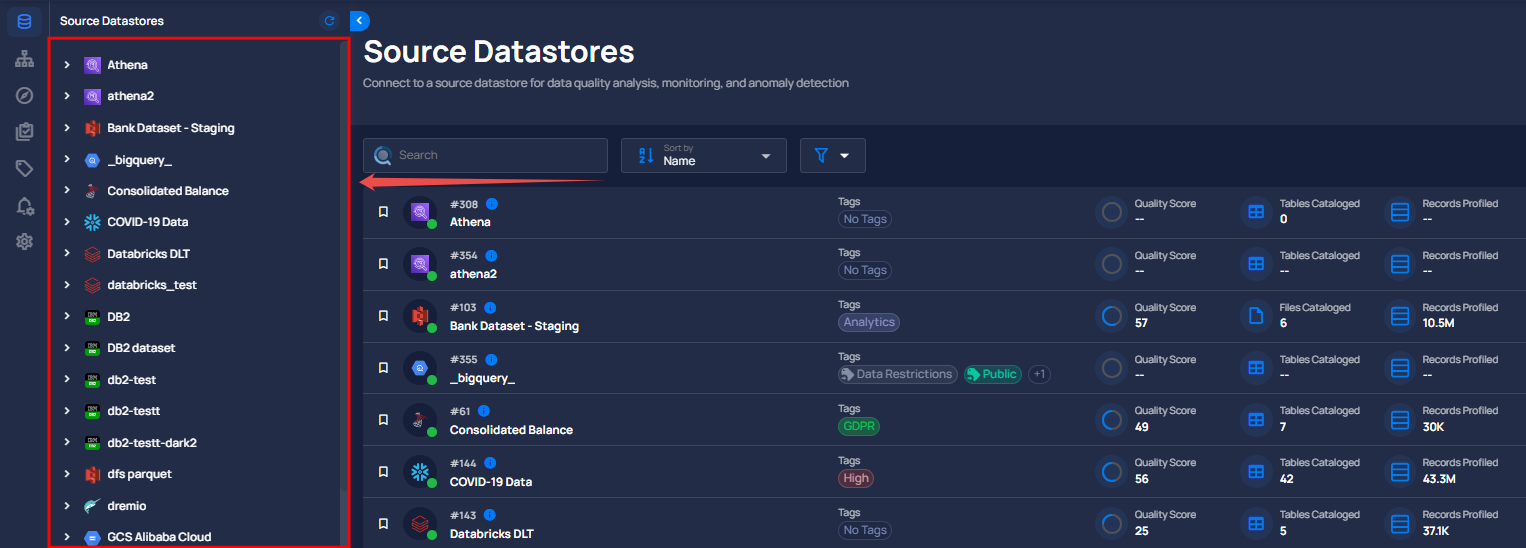 Source Datastores
Athena
athena2
Bank Dataset - Staging
_bigquery_
Consolidated Balance
COVID-19 Data
Databricks DLT
databricks_test
DB2
DB2 dataset
db2-test
db2-testt
db2-testt-dark2
dfs parquet
dremio
GCS Alibaba Cloud
Source Datastores
Connect to a source datastore for data quality analysis, monitoring, and anomaly detection
Search
Sort by
Name
#308
Athena
Tags
No Tags
Quality Score
--
Tables Cataloged
0
Records Profiled
--
#354
athena2
Tags
No Tags
Quality Score
--
Tables Cataloged
--
Records Profiled
--
#103
Bank Dataset - Staging
Tags
Analytics
Quality Score
57
Files Cataloged
6
Records Profiled
10.5M
#355
_bigquery_
Tags
Data Restrictions Public +1
Quality Score
--
Tables Cataloged
--
Records Profiled
--
#61
Consolidated Balance
Tags
GDPR
Quality Score
49
Tables Cataloged
7
Records Profiled
30K
#144
COVID-19 Data
Tags
High
Quality Score
56
Tables Cataloged
42
Records Profiled
43.3M
#143
Databricks DLT
Tags
No Tags
Quality Score
25
Tables Cataloged
5
Records Profiled
37.1K